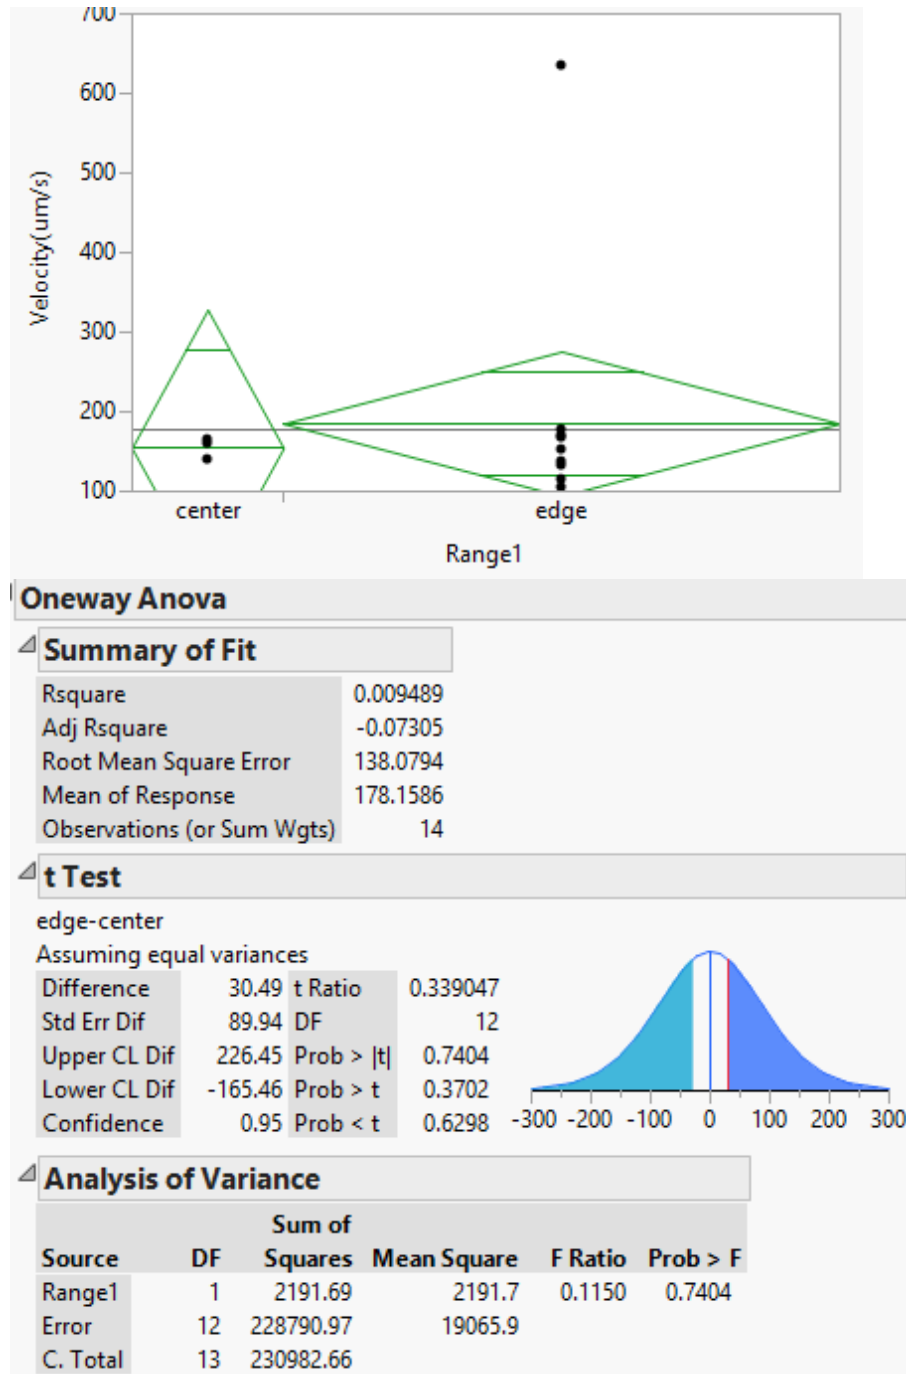 700
600
500
400
300
200
100
Velocity(um/s)
center edge
Range1
Oneway Anova
Summary of Fit
Rsquare 0.009489
Adj Rsquare -0.07305
Root Mean Square Error 138.0794
Mean of Response 178.1586
Observations (or Sum Wgts) 14
t Test
edge-center
Assuming equal variances
Difference 30.49 t Ratio 0.339047
Std Err Dif 89.94 DF 12
Upper CL Dif 226.45 Prob > |t| 0.7404
Lower CL Dif -165.46 Prob > t 0.3702
Confidence 0.95 Prob < t 0.6298
-300 -200 -100 0 100 200 300
Analysis of Variance
Sum of
Source DF Squares Mean Square F Ratio Prob > F
Range1 1 2191.69 2191.7 0.1150 0.7404
Error 12 228790.97 19065.9
C. Total 13 230982.66